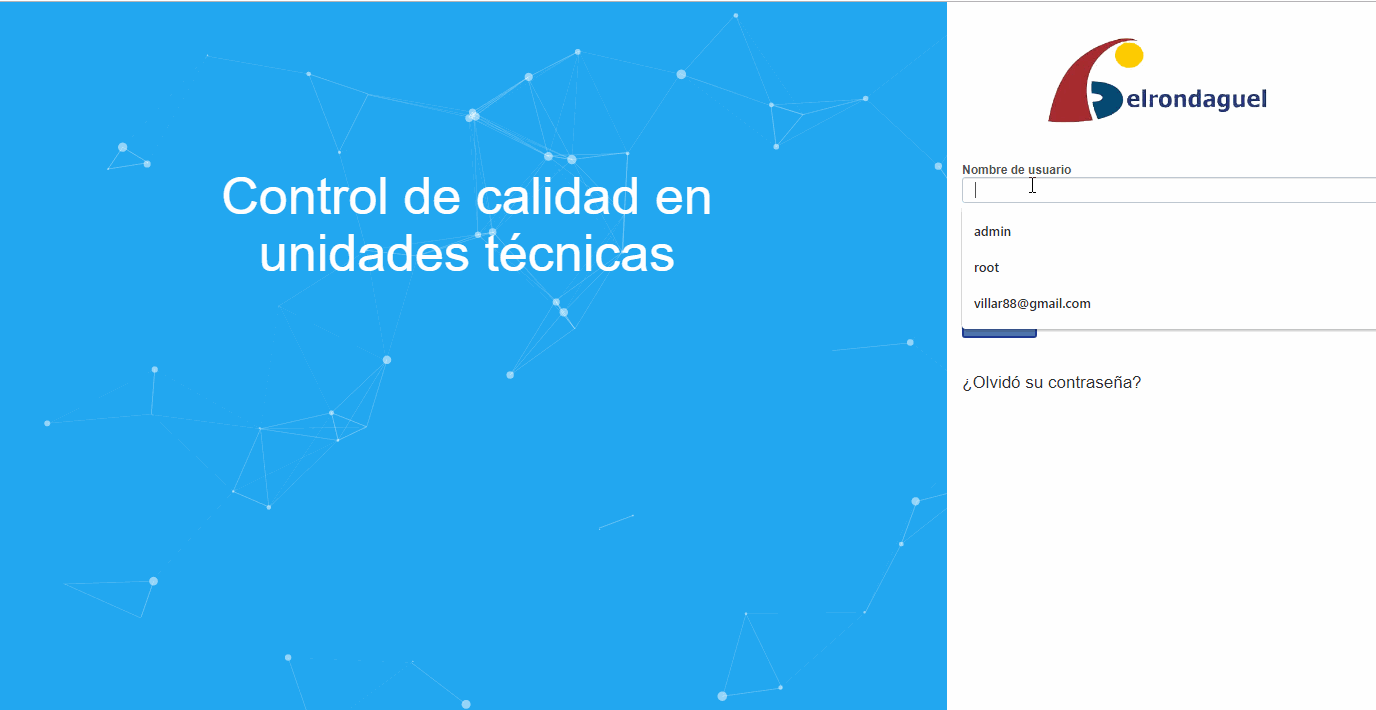 Control de calidad en
unidades técnicas
elrondaguel
Nombre de usuario
admin
root
villar88@gmail.com
¿Olvidó su contraseña?